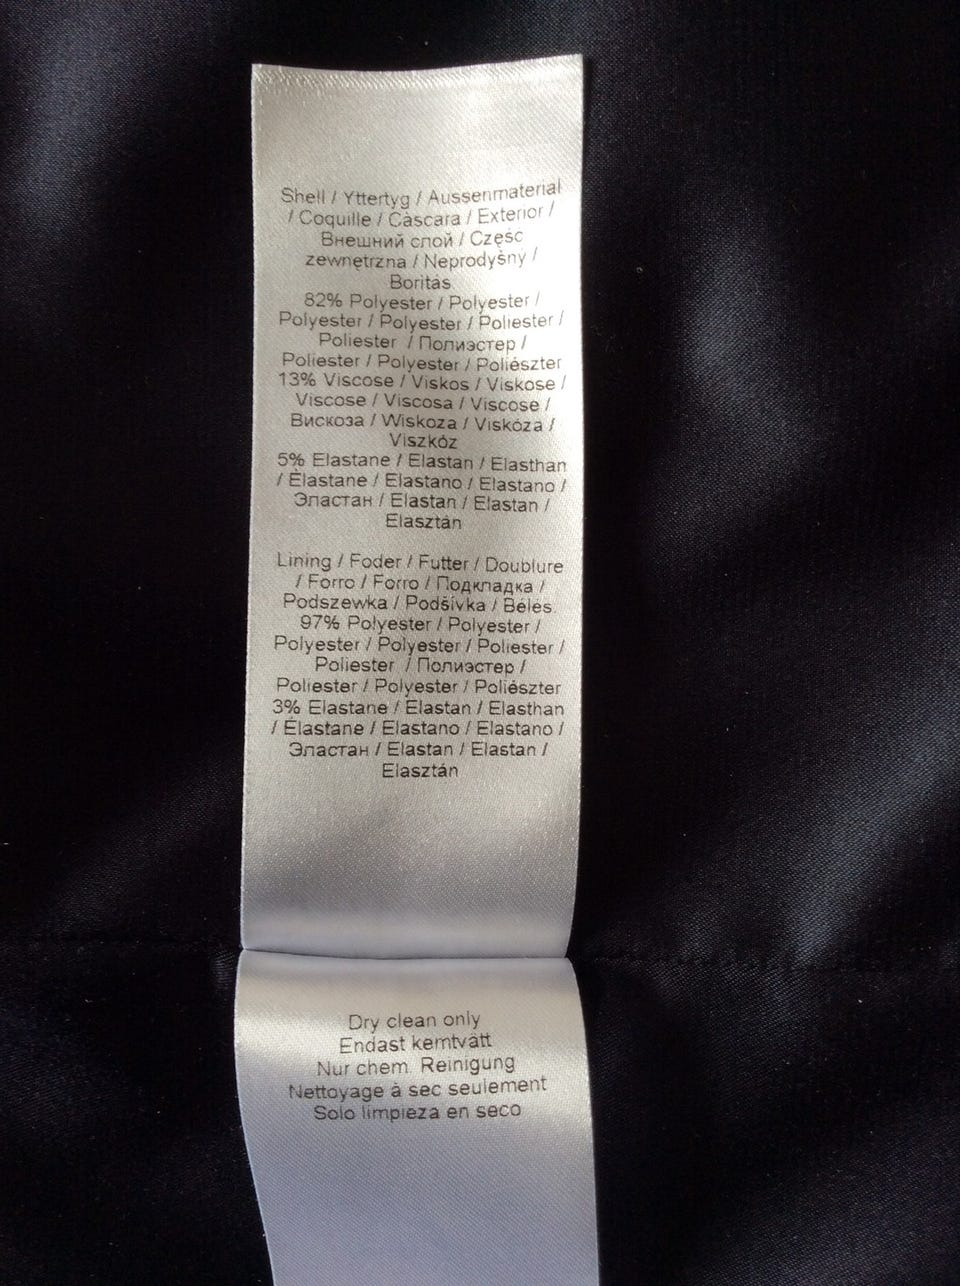 Shell / Yttertyg / Aussenmaterial
/ Coquille / Càscara / Exterior /
Внешний слой / Częśc
zewnętrzna / Neprodyšny /
Boritás.
82% Polyester / Polyester /
Polyester / Polyester / Poliester /
Poliester / Полиэстер /
Poliester / Polyester / Poliészter
13% Viscose / Viskos / Viskose /
Viscose / Viscosa / Viscose /
Вискоза / Wiskoza / Viskóza /
Viszkóz
5% Elastane / Elastan / Elasthan
/ Élastane / Elastano / Elastano /
Эластан / Elastan / Elastan /
Elasztán
Lining / Foder / Futter / Doublure
/ Forro / Forro / Подкладка /
Podszewka / Podšívka / Béles.
97% Polyester / Polyester /
Polyester / Polyester / Poliester /
Poliester / Полиэстер /
Poliester / Polyester / Poliészter
3% Elastane / Elastan / Elasthan
/ Élastane / Elastano / Elastano /
Эластан / Elastan / Elastan /
Elasztán
Dry clean only
Endast kemtvätt
Nur chem. Reinigung
Nettoyage à sec seulement
Solo limpieza en seco